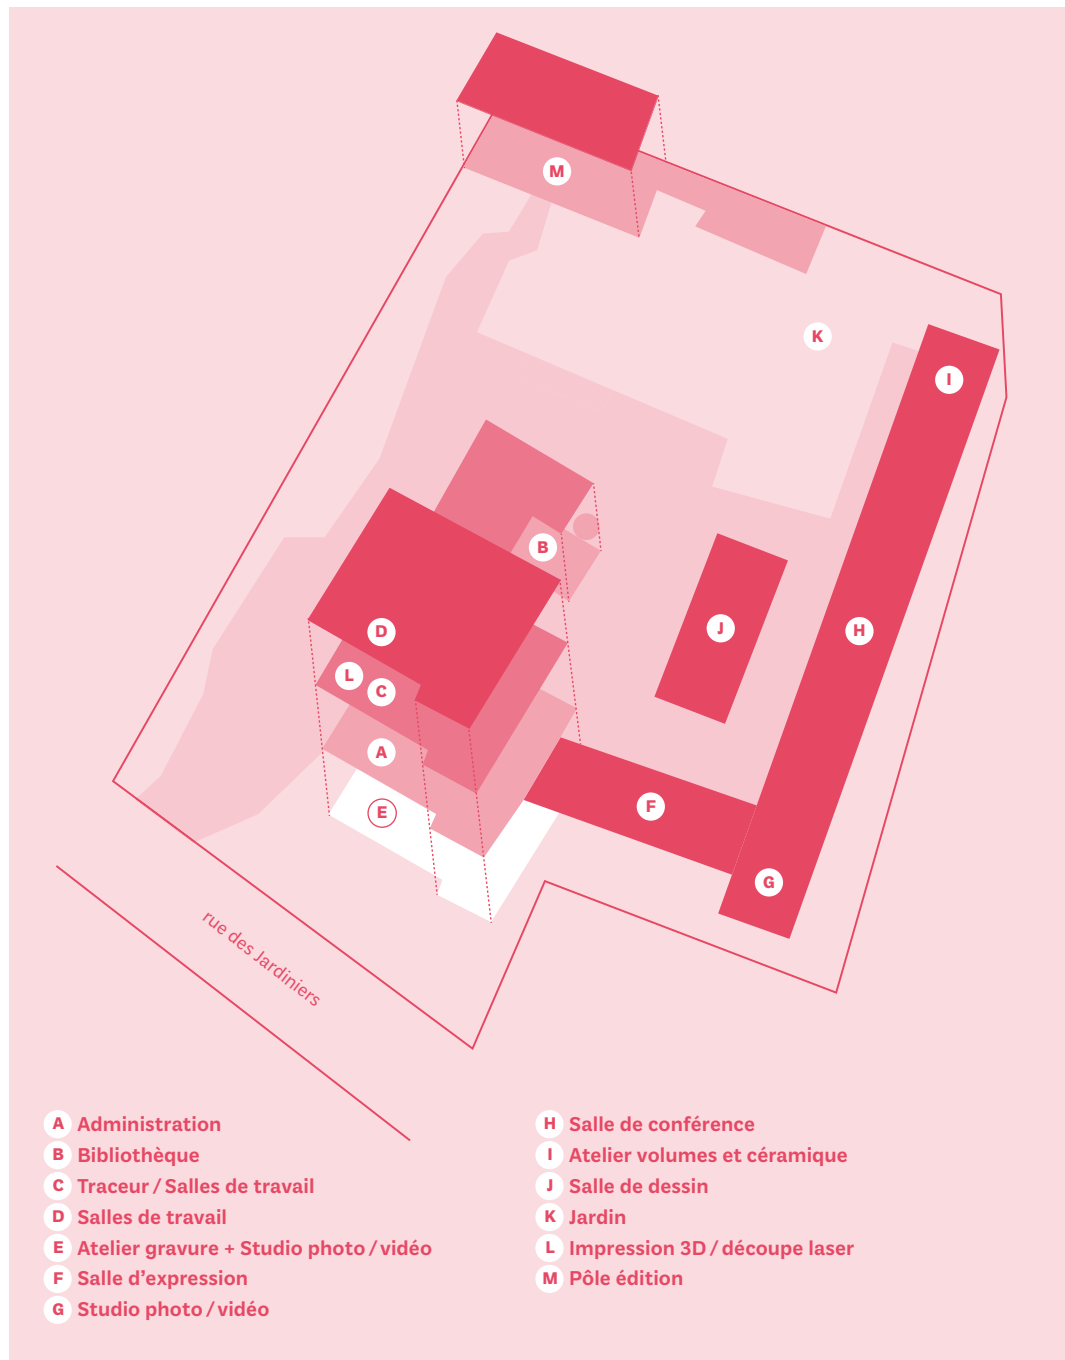 M
K
I
B
D
J
H
L
C
A
E
F
G
rue des Jardiniers
A Administration
B Bibliothèque
C Traceur / Salles de travail
D Salles de travail
E Atelier gravure + Studio photo / vidéo
F Salle d’expression
G Studio photo / vidéo
H Salle de conférence
I Atelier volumes et céramique
J Salle de dessin
K Jardin
L Impression 3D / découpe laser
M Pôle édition